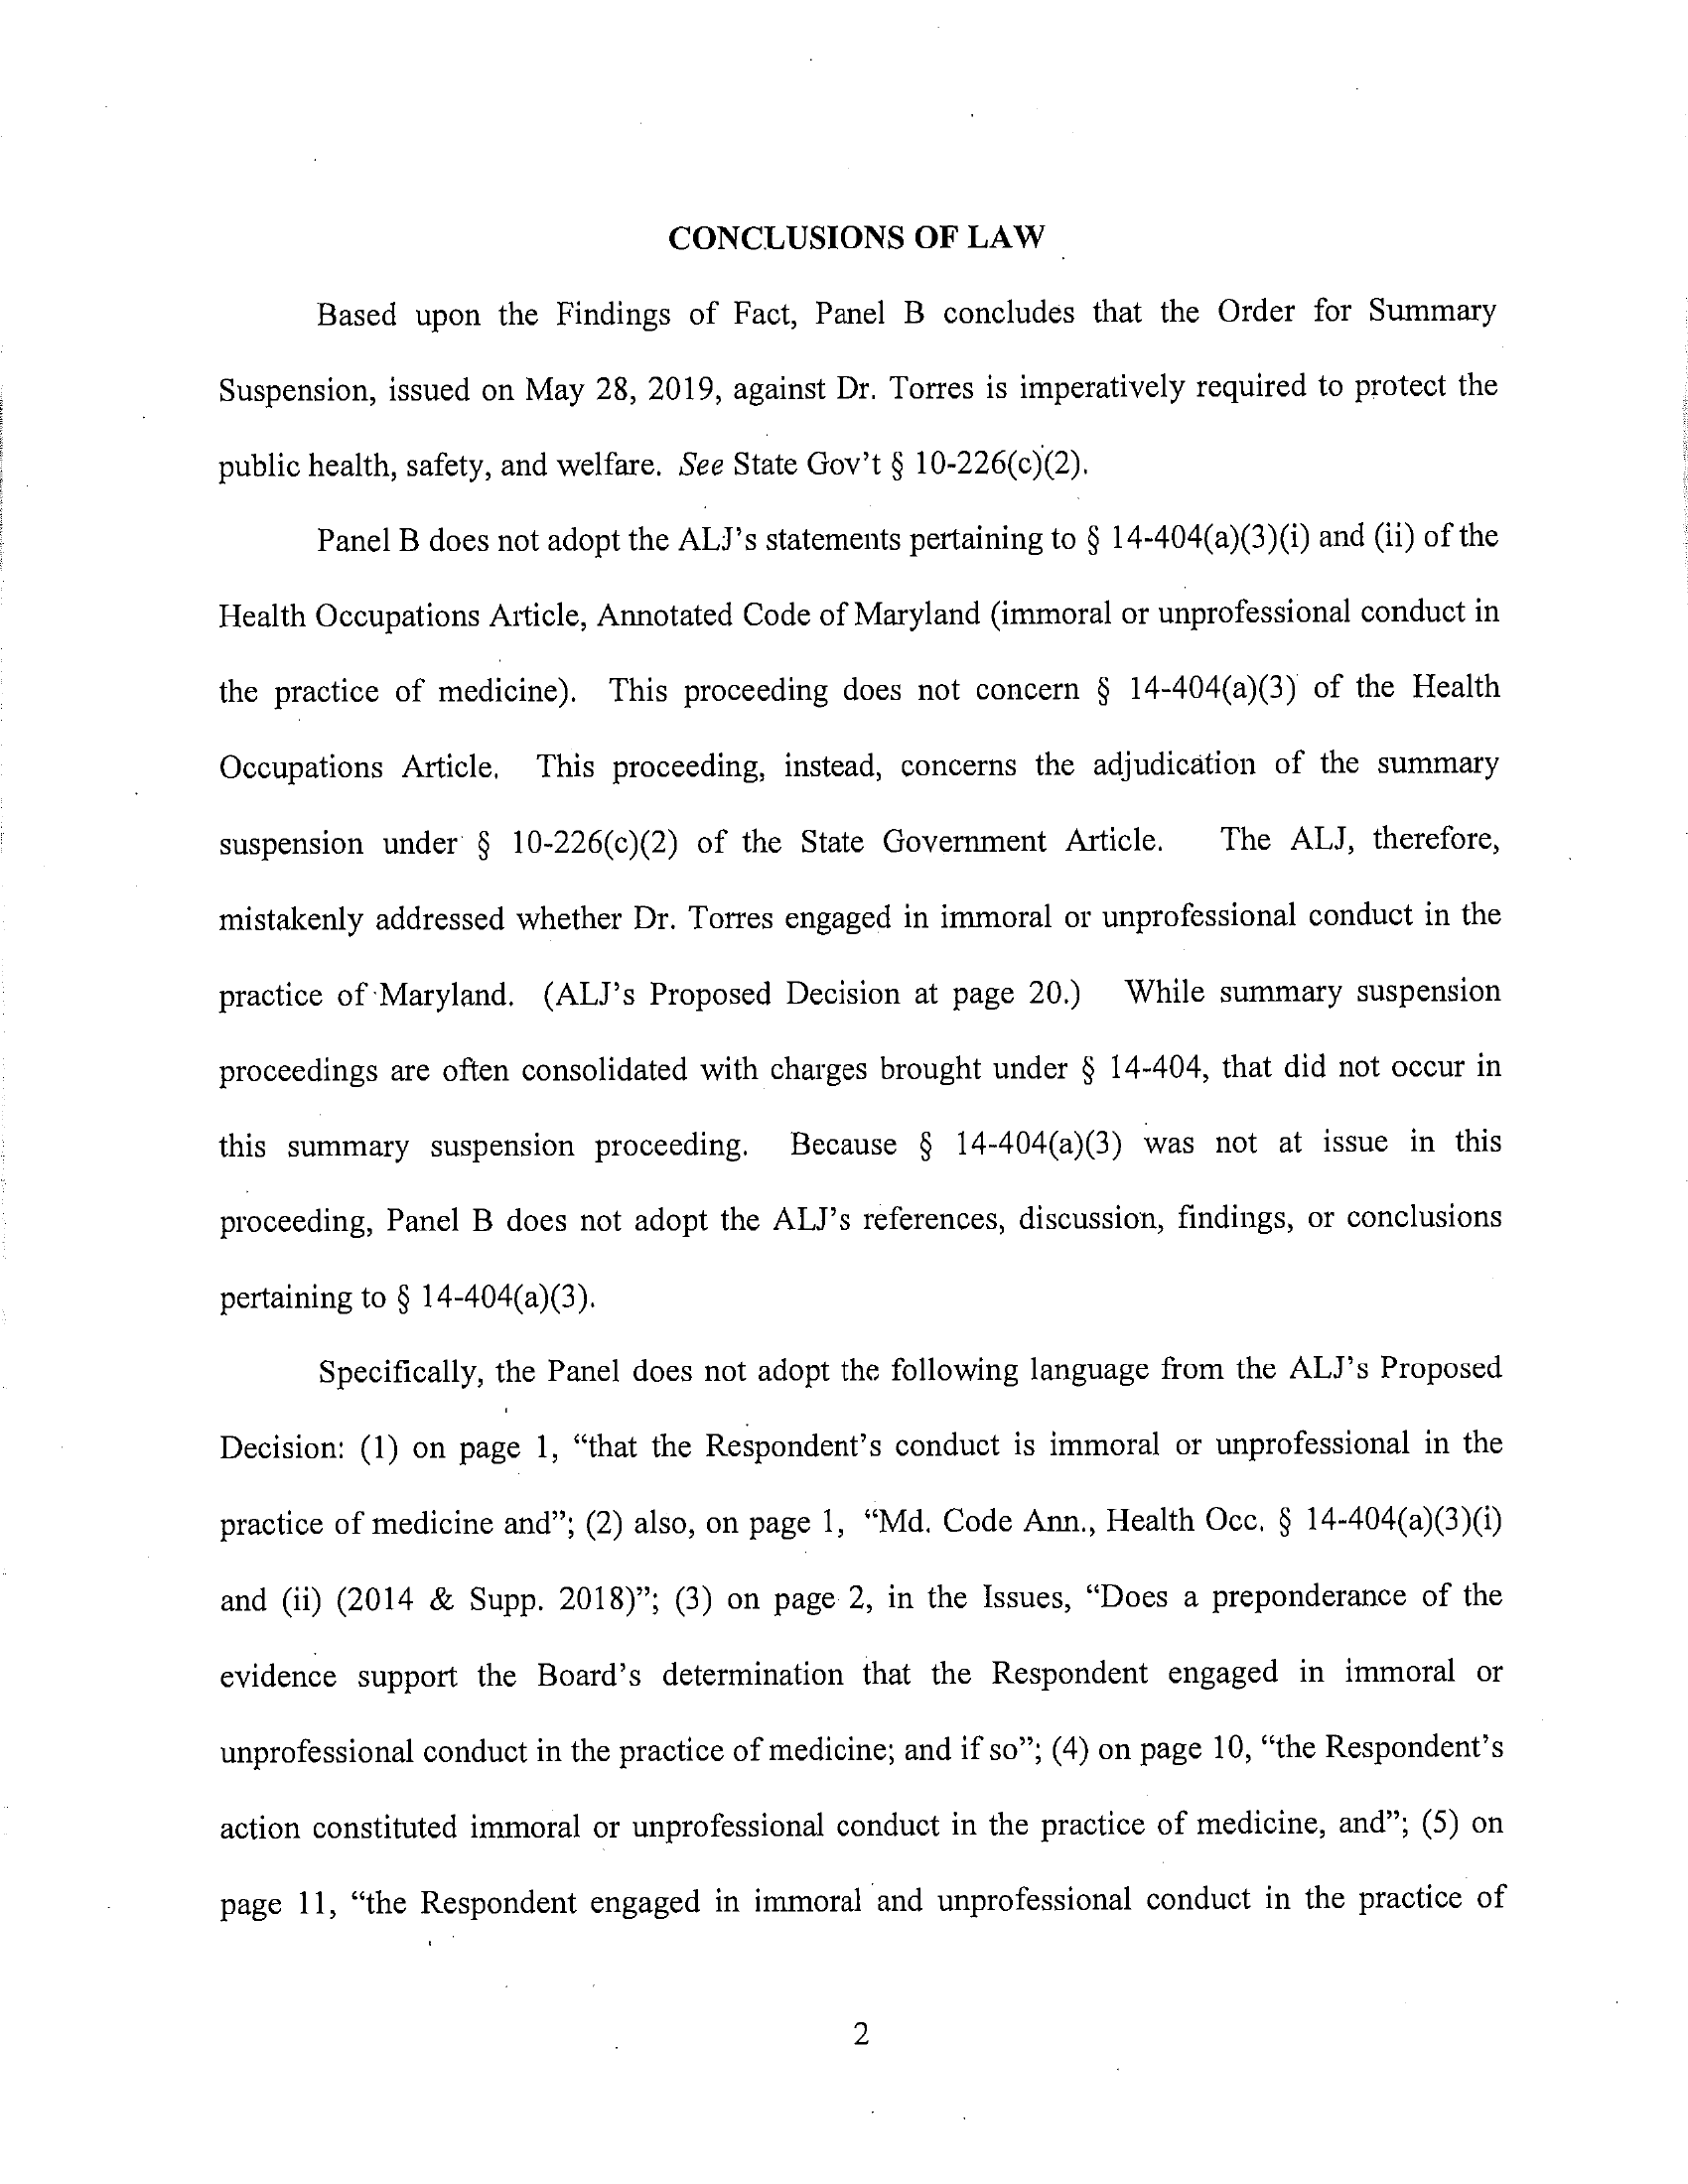 CONCLUSIONS OF LAW
Based upon the Findings of Fact, Panel B concludes that the Order for Summary
Suspension, issued on May 28, 2019, against Dr. Torres is imperatively required to protect the
public health, safety, and welfare. See State Gov't § 10-226(c)(2).
Panel B does not adopt the ALJ's statements pertaining to § 14-404(a)(3)(i) and (ii) of the
Health Occupations Article, Annotated Code of Maryland (immoral or unprofessional conduct in
the practice of medicine). This proceeding does not concern § 14-404(a)(3) of the Health
Occupations Article. This proceeding, instead, concerns the adjudication of the summary
suspension under § 10-226(c)(2) of the State Government Article. The ALJ, therefore,
mistakenly addressed whether Dr. Torres engaged in immoral or unprofessional conduct in the
practice of Maryland. (ALJ's Proposed Decision at page 20.) While summary suspension
proceedings are often consolidated with charges brought under § 14-404, that did not occur in
this summary suspension proceeding. Because § 14-404(a)(3) was not at issue in this
proceeding, Panel B does not adopt the ALJ's references, discussion, findings, or conclusions
pertaining to § 14-404(a)(3).
Specifically, the Panel does not adopt the following language from the ALJ's Proposed
Decision: (1) on page 1, “that the Respondent's conduct is immoral or unprofessional in the
practice of medicine and”; (2) also, on page 1, “Md. Code Ann., Health Occ. § 14-404(a)(3)(i)
and (ii) (2014 & Supp. 2018)”; (3) on page 2, in the Issues, “Does a preponderance of the
evidence support the Board's determination that the Respondent engaged in immoral or
unprofessional conduct in the practice of medicine; and if so”; (4) on page 10, “the Respondent's
action constituted immoral or unprofessional conduct in the practice of medicine, and”; (5) on
page 11, “the Respondent engaged in immoral and unprofessional conduct in the practice of
2